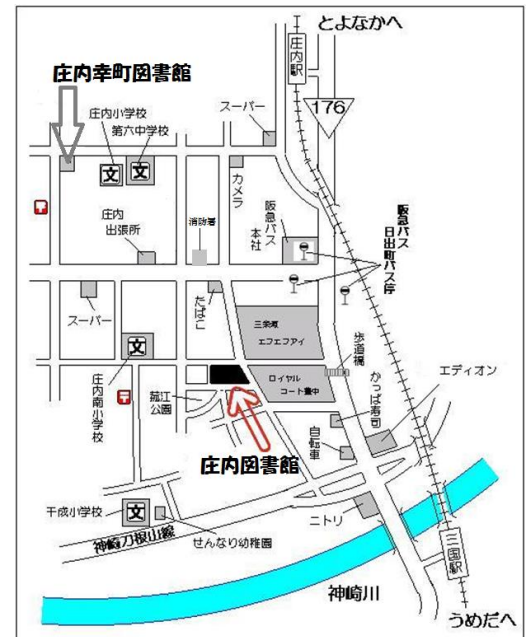 とよなかへ
庄内駅
庄内幸町図書館
176
スーパー
庄内小学校
第六中学校
文
文
カメラ
庄内
出張所
消防署
阪急バス
本社
阪急バス
日出町バス停
スーパー
たばこ
三条瓩
エフエフアイ
文
歩道橋
庄内南小学校
菰江
公園
ロイヤル
コート豊中
エディオン
かっぱ寿司
自転車
庄内図書館
千成小学校
文
せんなり幼稚園
ニトリ
神崎刀根山線
三国駅
神崎川
うめだへ